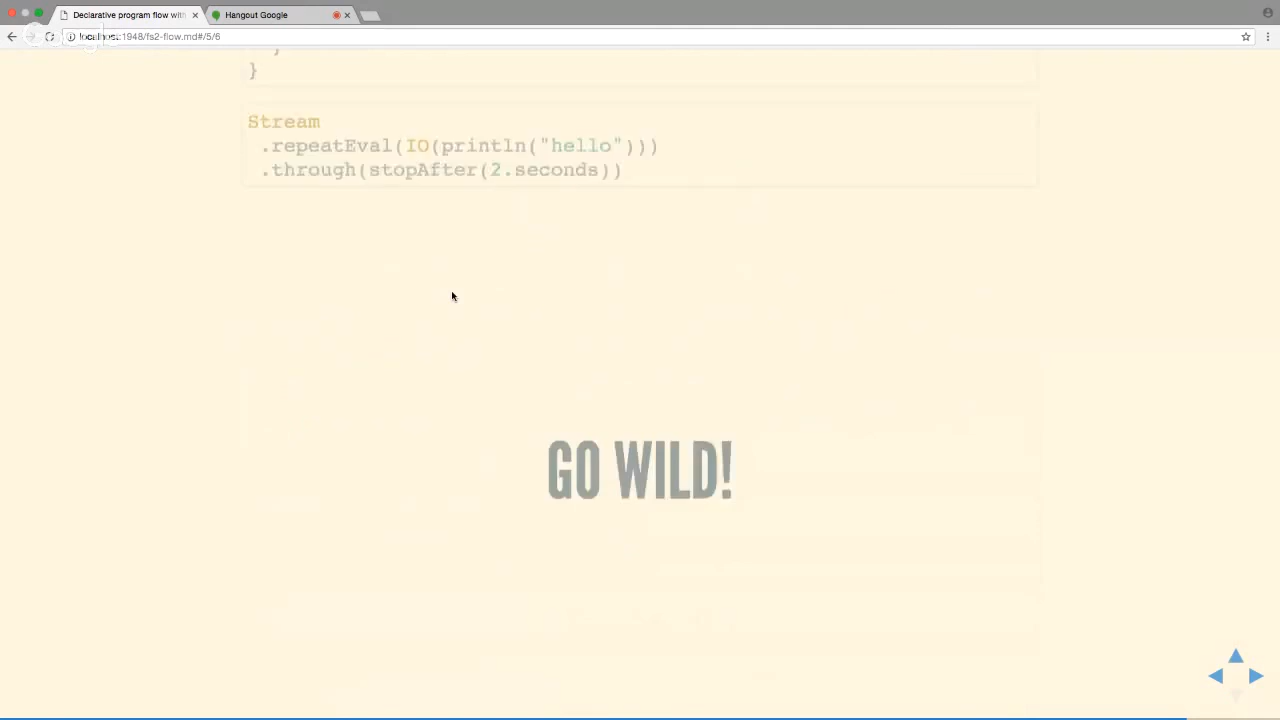 Declarative program flow with
Hangout Google
localhost:1948/fs2-flow.md#/5/6
}
Stream
.repeatEval(IO(println("hello")))
.through(stopAfter(2.seconds))
GO WILD!